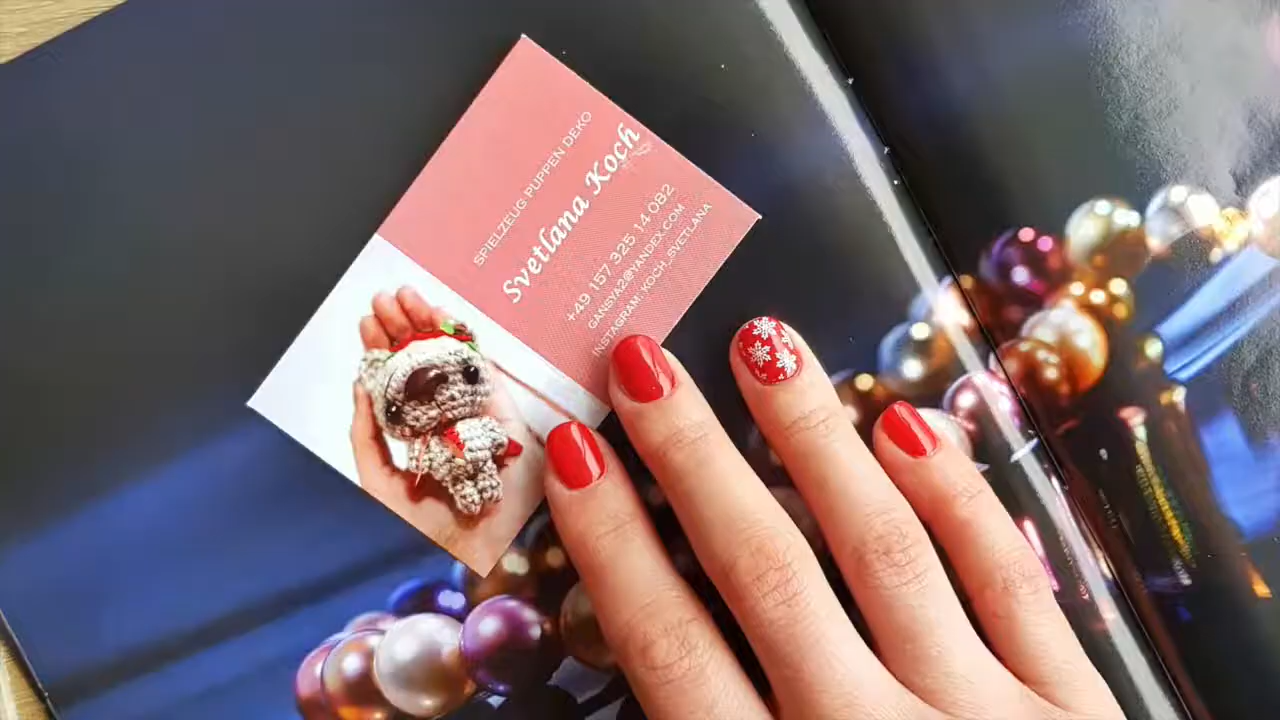 SPIELZEUG PUPPEN DEKO
Svetlana Koch
+49 157 325 14 082
GANSYA2@YANDEX.COM
INSTAGRAM: KOCH_SVETLANA